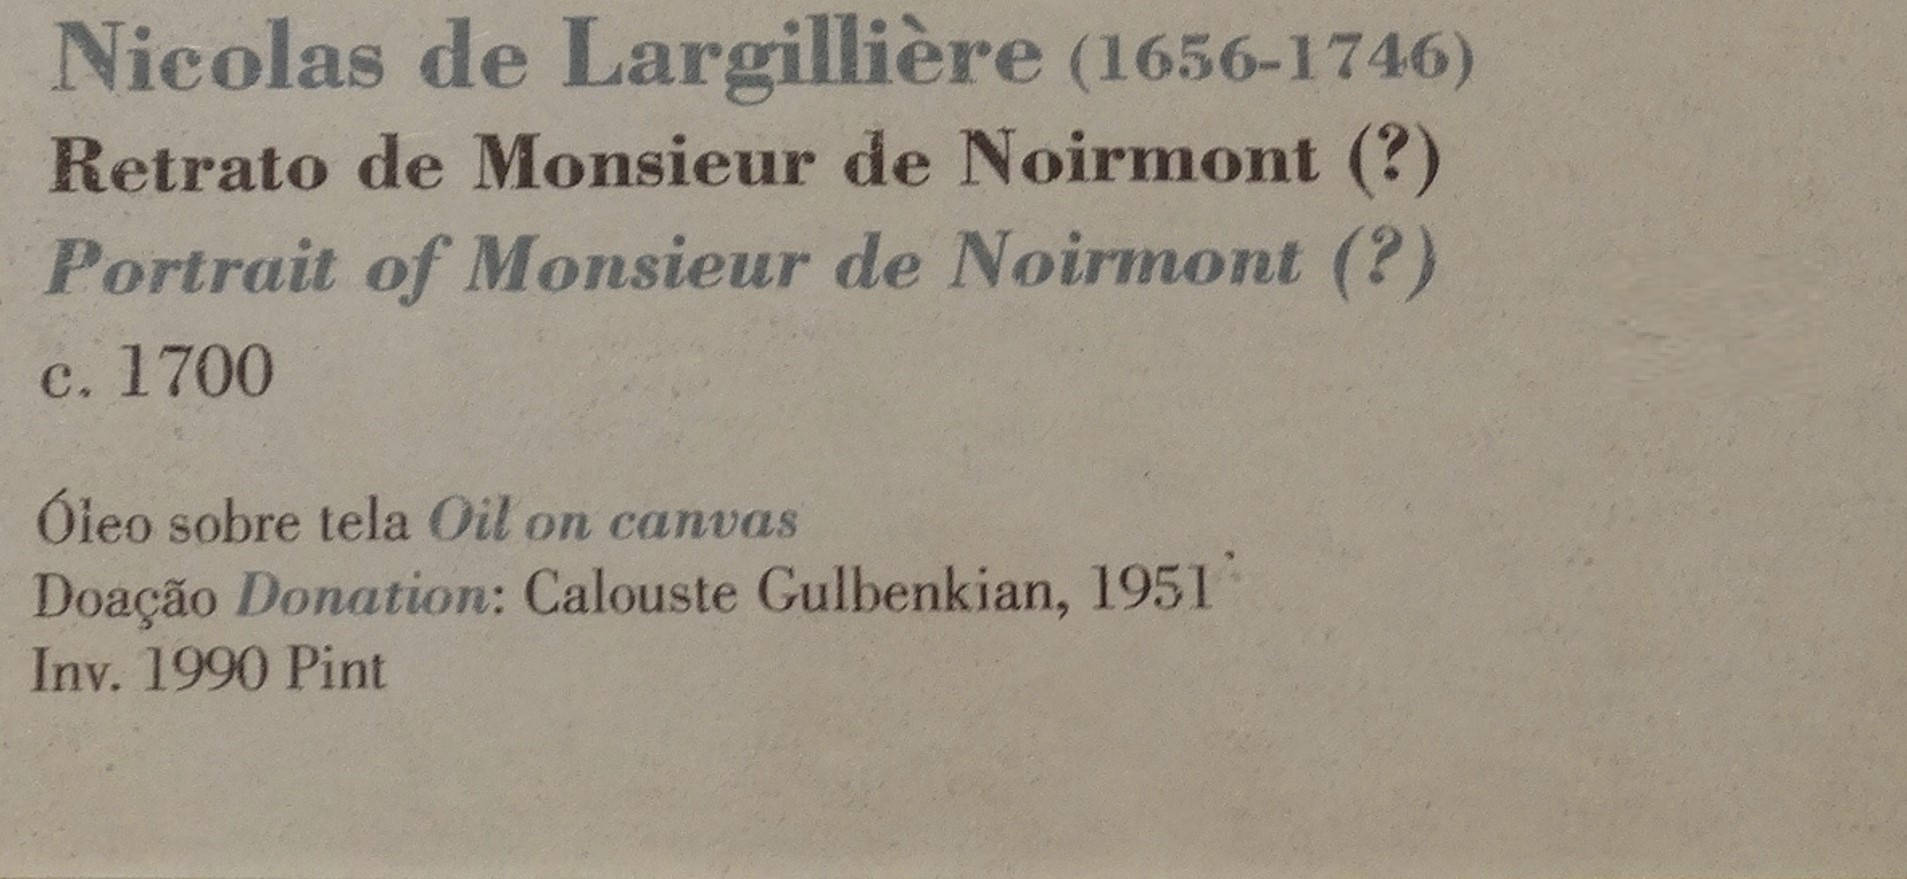 Nicolas de Largillière (1656-1746)
Retrato de Monsieur de Noirmont (?)
Portrait of Monsieur de Noirmont (?)
c. 1700
Óleo sobre tela Oil on canvas
Doação Donation: Calouste Gulbenkian, 1951
Inv. 1990 Pint